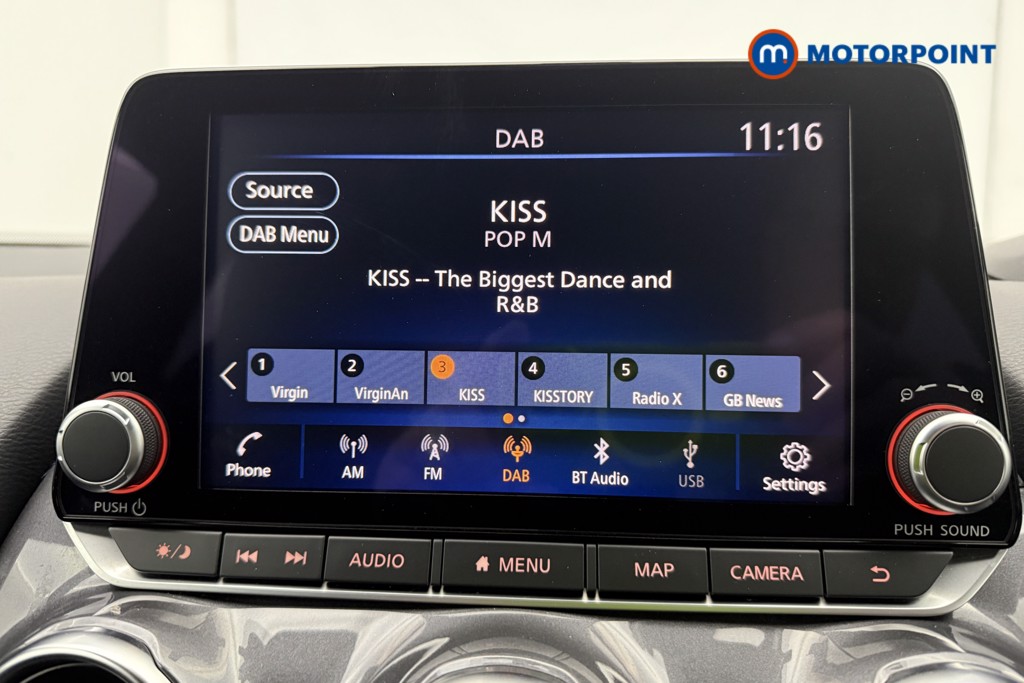 m MOTORPOINT
DAB
11:16
Source
DAB Menu
KISS
POP M
KISS -- The Biggest Dance and
R&B
1 Virgin
2 VirginAn
3 KISS
4 KISSTORY
5 Radio X
6 GB News
Phone
AM
FM
DAB
BT Audio
USB
Settings
VOL
PUSH
PUSH SOUND
AUDIO
MENU
MAP
CAMERA